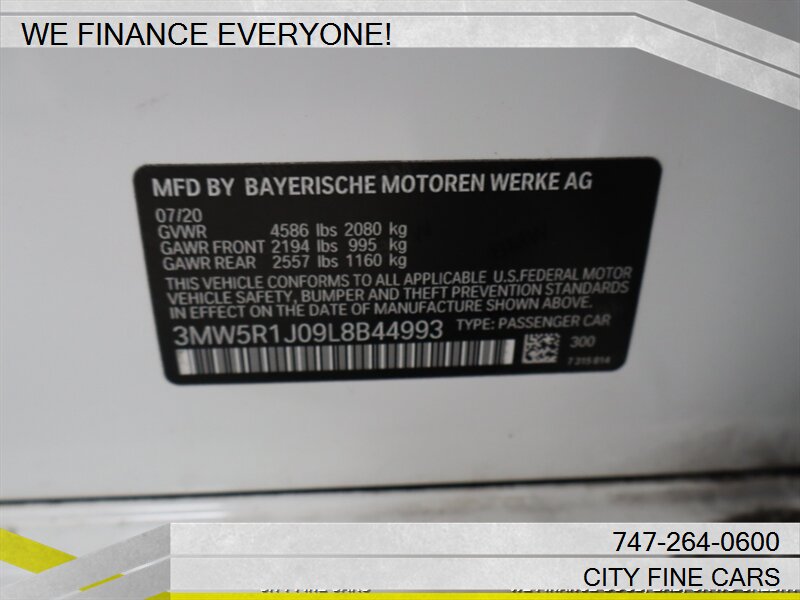 WE FINANCE EVERYONE!
MFD BY BAYERISCHE MOTOREN WERKE AG
07/20
GVWR 4586 lbs 2080 kg
GAWR FRONT 2194 lbs 995 kg
GAWR REAR 2557 lbs 1160 kg
THIS VEHICLE CONFORMS TO ALL APPLICABLE U.S.FEDERAL MOTOR
VEHICLE SAFETY, BUMPER AND THEFT PREVENTION STANDARDS
IN EFFECT ON THE DATE OF MANUFACTURE SHOWN ABOVE.
3MW5R1J09L8B44993 TYPE: PASSENGER CAR
300
7 315 614
747-264-0600
CITY FINE CARS